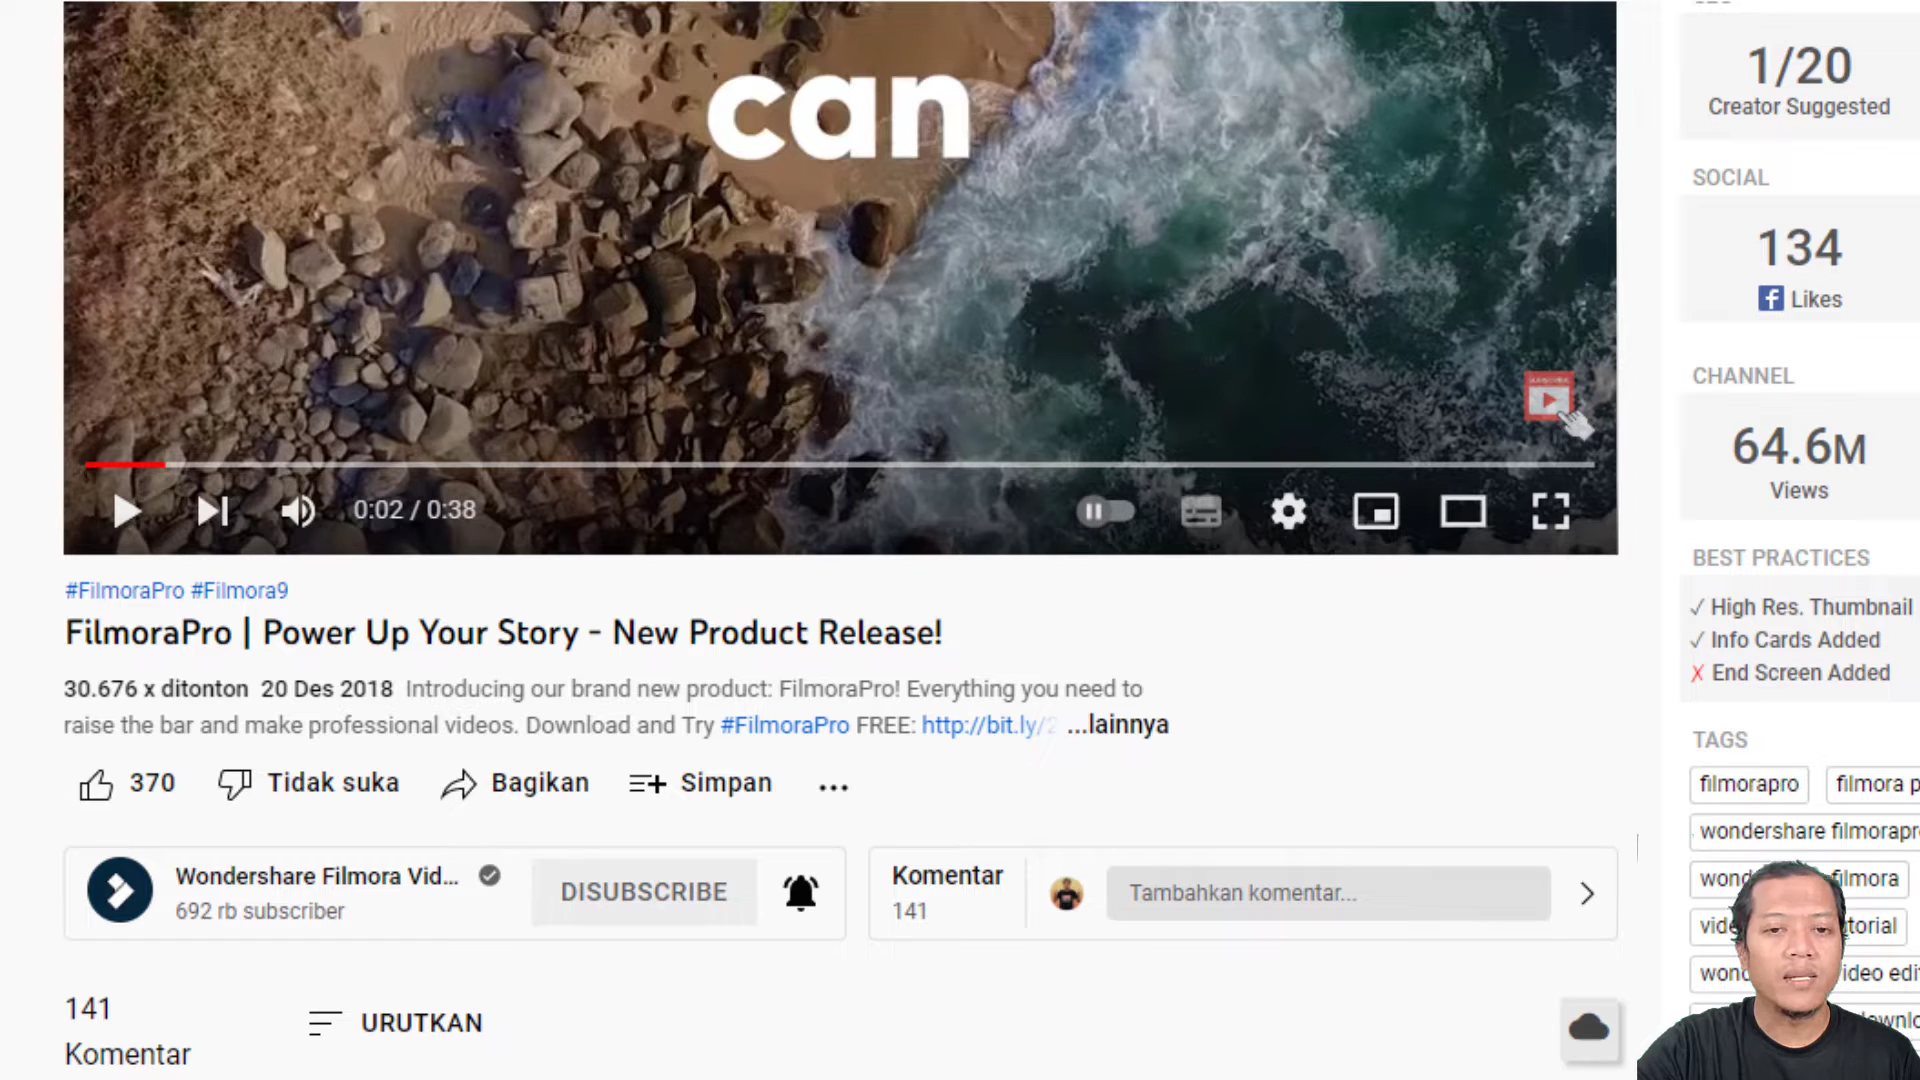 can
SUBSCRIBE
0:02 / 0:38
#FilmoraPro #Filmora9
FilmoraPro | Power Up Your Story - New Product Release!
30.676 x ditonton 20 Des 2018 Introducing our brand new product: FilmoraPro! Everything you need to
raise the bar and make professional videos. Download and Try #FilmoraPro FREE: http://bit.ly/2 ...lainnya
370 Tidak suka Bagikan Simpan ...
Wondershare Filmora Vid...
692 rb subscriber
DISUBSCRIBE
Komentar
141
Tambahkan komentar...
141
Komentar
URUTKAN
1/20
Creator Suggested
SOCIAL
134
f Likes
CHANNEL
64.6M
Views
BEST PRACTICES
✓ High Res. Thumbnail
✓ Info Cards Added
X End Screen Added
TAGS
filmorapro filmora p
wondershare filmorapr
filmora